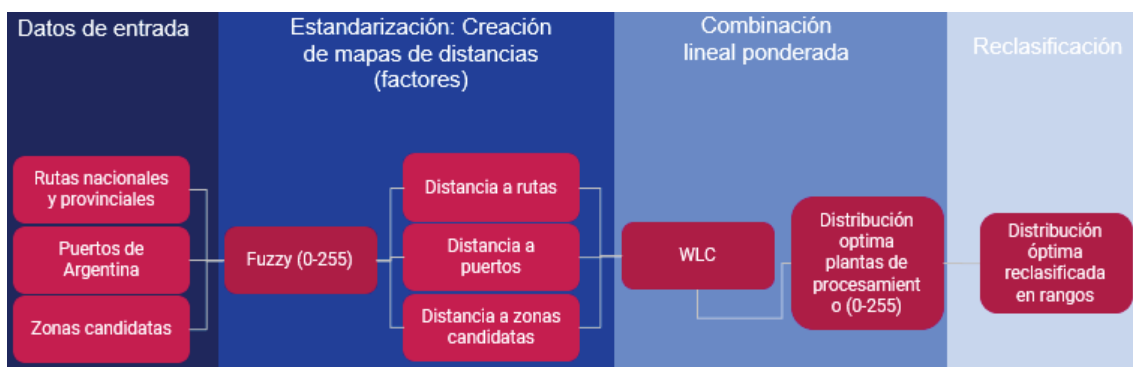 Datos de entrada
Estandarización: Creación
de mapas de distancias
(factores)
Combinación
lineal ponderada
Reclasificación
Rutas nacionales
y provinciales
Puertos de
Argentina
Zonas candidatas
Fuzzy (0-255)
Distancia a rutas
Distancia a
puertos
Distancia a zonas
candidatas
WLC
Distribución
optima
plantas de
procesamient
o (0-255)
Distribución
óptima
reclasificada
en rangos